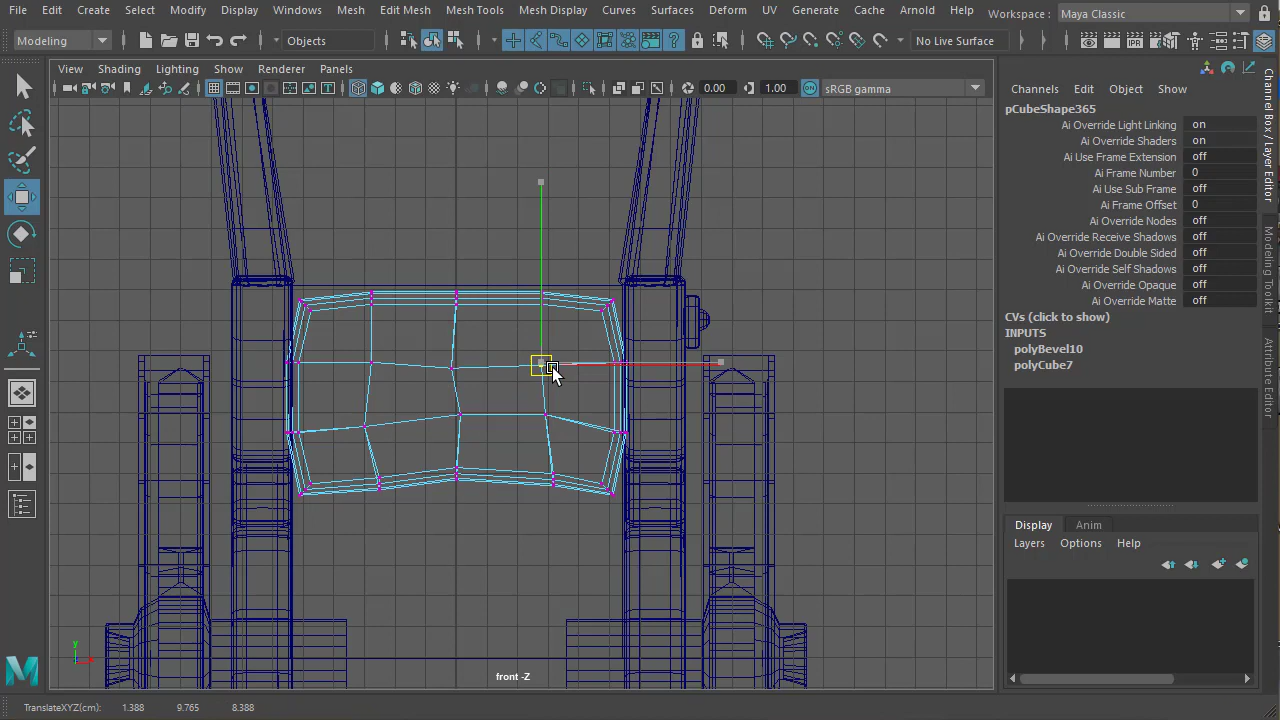 File Edit Create Select Modify Display Windows Mesh Edit Mesh Mesh Tools Mesh Display Curves Surfaces Deform UV Generate Cache Arnold Help Workspace : Maya Classic
Modeling Objects No Live Surface
View Shading Lighting Show Renderer Panels
0.00 1.00 ON sRGB gamma
Channels Edit Object Show
pCubeShape365
Ai Override Light Linking on
Ai Override Shaders on
Ai Use Frame Extension off
Ai Frame Number 0
Ai Use Sub Frame off
Ai Frame Offset 0
Ai Override Nodes off
Ai Override Receive Shadows off
Ai Override Double Sided off
Ai Override Self Shadows off
Ai Override Opaque off
Ai Override Matte off
CVs (click to show)
INPUTS
polyBevel10
polyCube7
Channel Box / Layer Editor
Modeling Toolkit
Attribute Editor
Display Anim
Layers Options Help
y
front -Z
M
TranslateXYZ(cm): 1.388 9.765 8.388